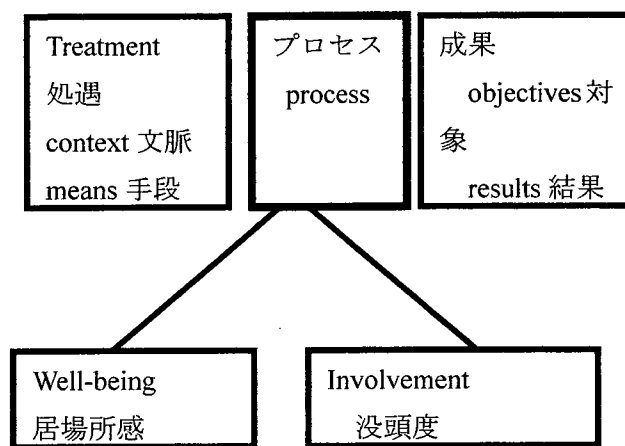 Treatment
処遇
context 文脈
means 手段
プロセス
process
成果
objectives 対
象
results 結果
Well-being
居場所感
Involvement
没頭度